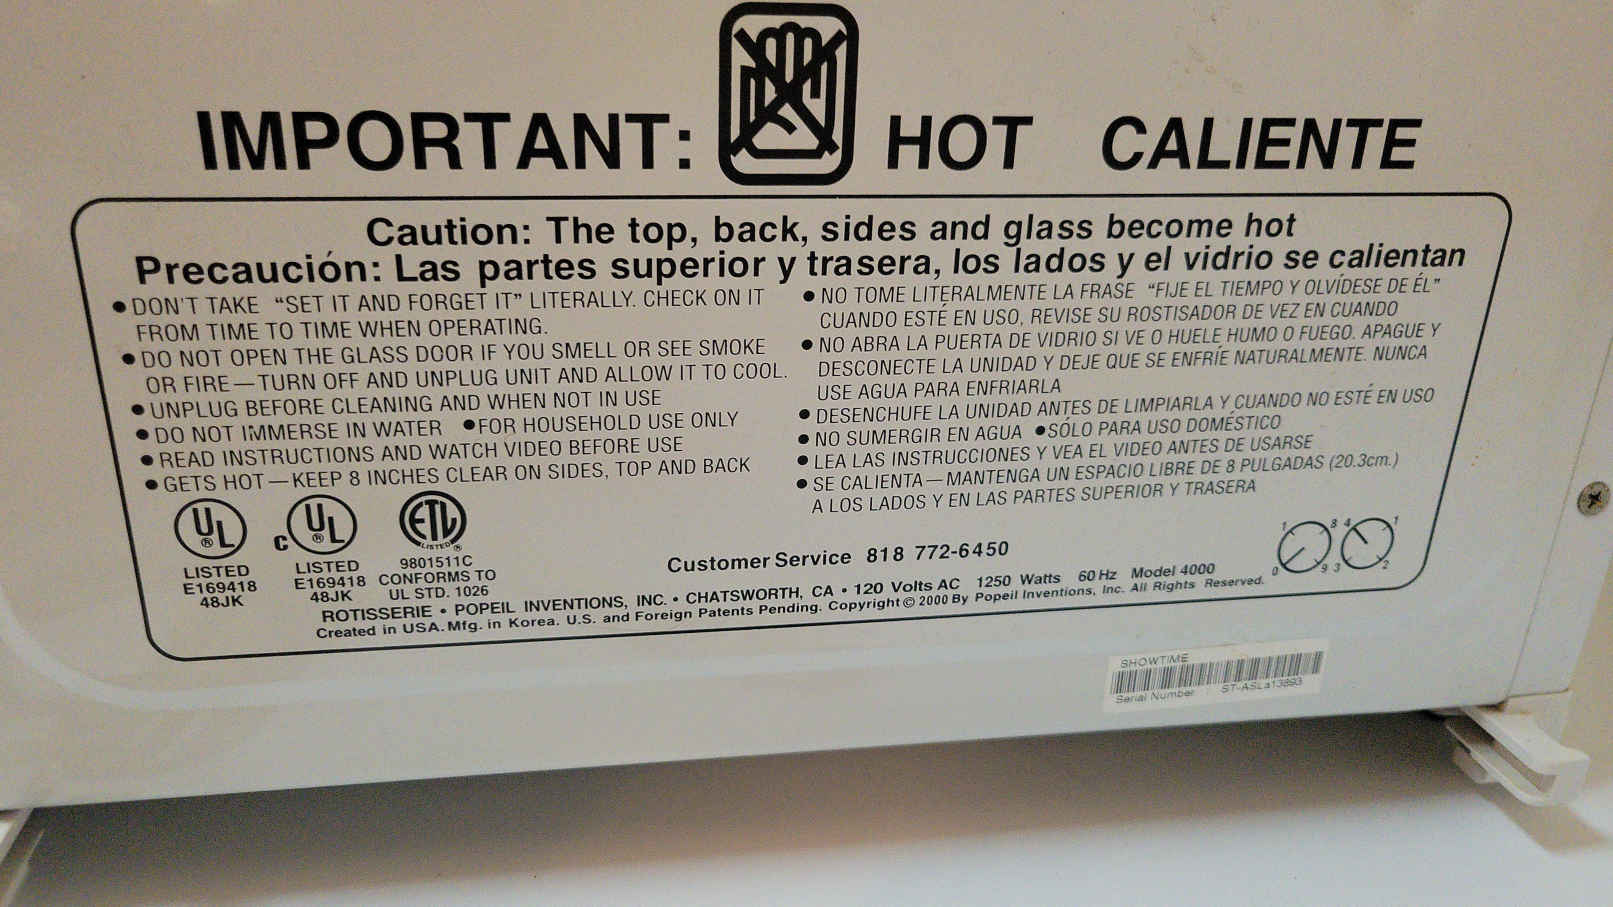 IMPORTANT: HOT CALIENTE
Caution: The top, back, sides and glass become hot
Precaución: Las partes superior y trasera, los lados y el vidrio se calientan
● DON'T TAKE "SET IT AND FORGET IT" LITERALLY. CHECK ON IT
FROM TIME TO TIME WHEN OPERATING.
● DO NOT OPEN THE GLASS DOOR IF YOU SMELL OR SEE SMOKE
OR FIRE—TURN OFF AND UNPLUG UNIT AND ALLOW IT TO COOL.
● UNPLUG BEFORE CLEANING AND WHEN NOT IN USE
● DO NOT IMMERSE IN WATER ● FOR HOUSEHOLD USE ONLY
● READ INSTRUCTIONS AND WATCH VIDEO BEFORE USE
● GETS HOT—KEEP 8 INCHES CLEAR ON SIDES, TOP AND BACK
● NO TOME LITERALMENTE LA FRASE "FIJE EL TIEMPO Y OLVÍDESE DE ÉL"
CUANDO ESTÉ EN USO, REVISE SU ROSTISADOR DE VEZ EN CUANDO
● NO ABRA LA PUERTA DE VIDRIO SI VE O HUELE HUMO O FUEGO. APAGUE Y
DESCONECTE LA UNIDAD Y DEJE QUE SE ENFRÍE NATURALMENTE. NUNCA
USE AGUA PARA ENFRIARLA
● DESENCHUFE LA UNIDAD ANTES DE LIMPIARLA Y CUANDO NO ESTÉ EN USO
● NO SUMERGIR EN AGUA ● SÓLO PARA USO DOMÉSTICO
● LEA LAS INSTRUCCIONES Y VEA EL VIDEO ANTES DE USARSE
● SE CALIENTA—MANTENGA UN ESPACIO LIBRE DE 8 PULGADAS (20.3cm.)
A LOS LADOS Y EN LAS PARTES SUPERIOR Y TRASERA
UL ®
LISTED
E169418
48JK
C UL ®
LISTED
E169418
48JK
ETL
LISTED ®
9801511C
CONFORMS TO
UL STD. 1026
Customer Service 818 772-6450
1 8 0 9
4 1 3 2
ROTISSERIE • POPEIL INVENTIONS, INC. • CHATSWORTH, CA • 120 Volts AC 1250 Watts 60 Hz Model 4000
Created in USA. Mfg. in Korea. U.S. and Foreign Patents Pending. Copyright © 2000 By Popeil Inventions, Inc. All Rights Reserved.
SHOWTIME
Serial Number ST-ASLa13893